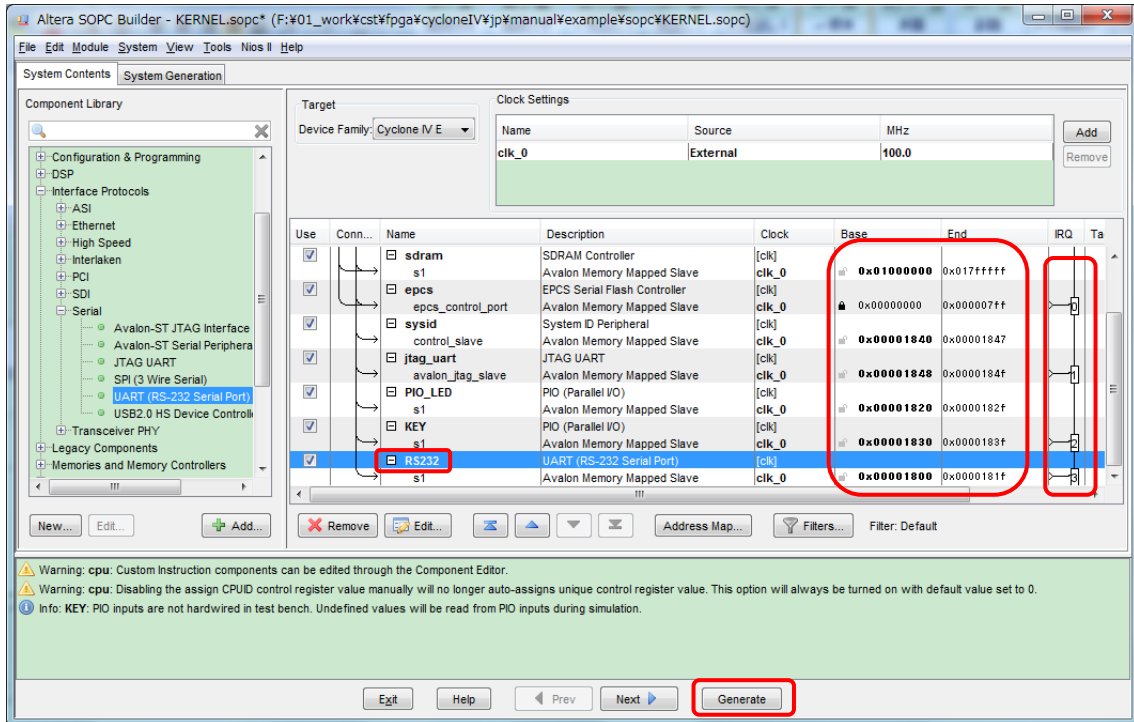 Altera SOPC Builder - KERNEL.sopc* (F:¥01_work¥cst¥fpga¥cycloneIV¥jp¥manual¥example¥sopc¥KERNEL.sopc)
File Edit Module System View Tools Nios II Help
System Contents System Generation
Component Library
Configuration & Programming
DSP
Interface Protocols
ASI
Ethernet
High Speed
Interlaken
PCI
SDI
Serial
Avalon-ST JTAG Interface
Avalon-ST Serial Periphera
JTAG UART
SPI (3 Wire Serial)
UART (RS-232 Serial Port)
USB2.0 HS Device Controll
Transceiver PHY
Legacy Components
Memories and Memory Controllers
New... Edit... Add...
Target
Device Family: Cyclone IV E
Clock Settings
Name Source MHz
clk_0 External 100.0
Add
Remove
Use Conn... Name Description Clock Base End IRQ Ta
sdram SDRAM Controller [clk]
s1 Avalon Memory Mapped Slave clk_0 0x01000000 0x017fffff
epcs EPCS Serial Flash Controller [clk]
epcs_control_port Avalon Memory Mapped Slave clk_0 0x00000000 0x000007ff 0
sysid System ID Peripheral [clk]
control_slave Avalon Memory Mapped Slave clk_0 0x00001840 0x00001847
jtag_uart JTAG UART [clk]
avalon_jtag_slave Avalon Memory Mapped Slave clk_0 0x00001848 0x0000184f 1
PIO_LED PIO (Parallel I/O) [clk]
s1 Avalon Memory Mapped Slave clk_0 0x00001820 0x0000182f
KEY PIO (Parallel I/O) [clk]
s1 Avalon Memory Mapped Slave clk_0 0x00001830 0x0000183f 2
RS232 UART (RS-232 Serial Port) [clk]
s1 Avalon Memory Mapped Slave clk_0 0x00001800 0x0000181f 3
Remove Edit... Address Map... Filters... Filter: Default
Warning: cpu: Custom Instruction components can be edited through the Component Editor.
Warning: cpu: Disabling the assign CPUID control register value manually will no longer auto-assigns unique control register value. This option will always be turned on with default value set to 0.
Info: KEY: PIO inputs are not hardwired in test bench. Undefined values will be read from PIO inputs during simulation.
Exit Help Prev Next Generate